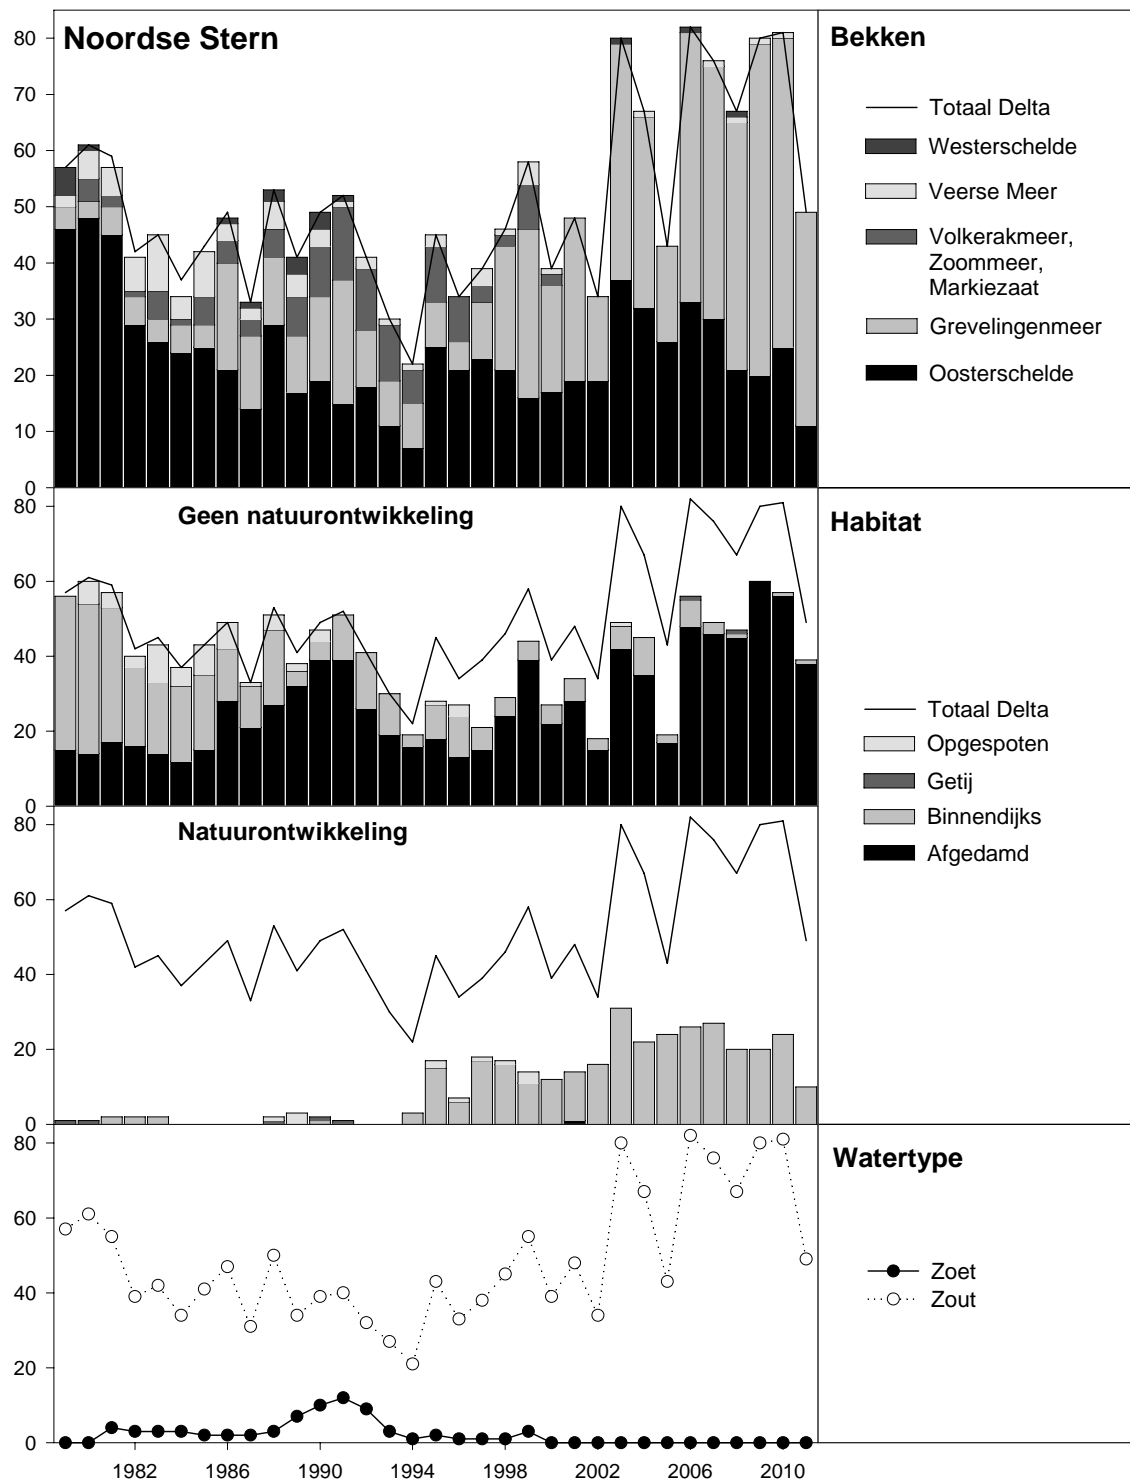 Noordse Stern
80
70
60
50
40
30
20
10
0
Bekken
Totaal Delta
Westerschelde
Veerse Meer
Volkerakmeer,
Zoommeer,
Markiezaat
Grevelingenmeer
Oosterschelde
Geen natuurontwikkeling
80
60
40
20
0
Habitat
Totaal Delta
Opgespoten
Getij
Binnendijks
Afgedamd
Natuurontwikkeling
80
60
40
20
0
Watertype
80
60
40
20
0
Zoet
Zout
1982 1986 1990 1994 1998 2002 2006 2010